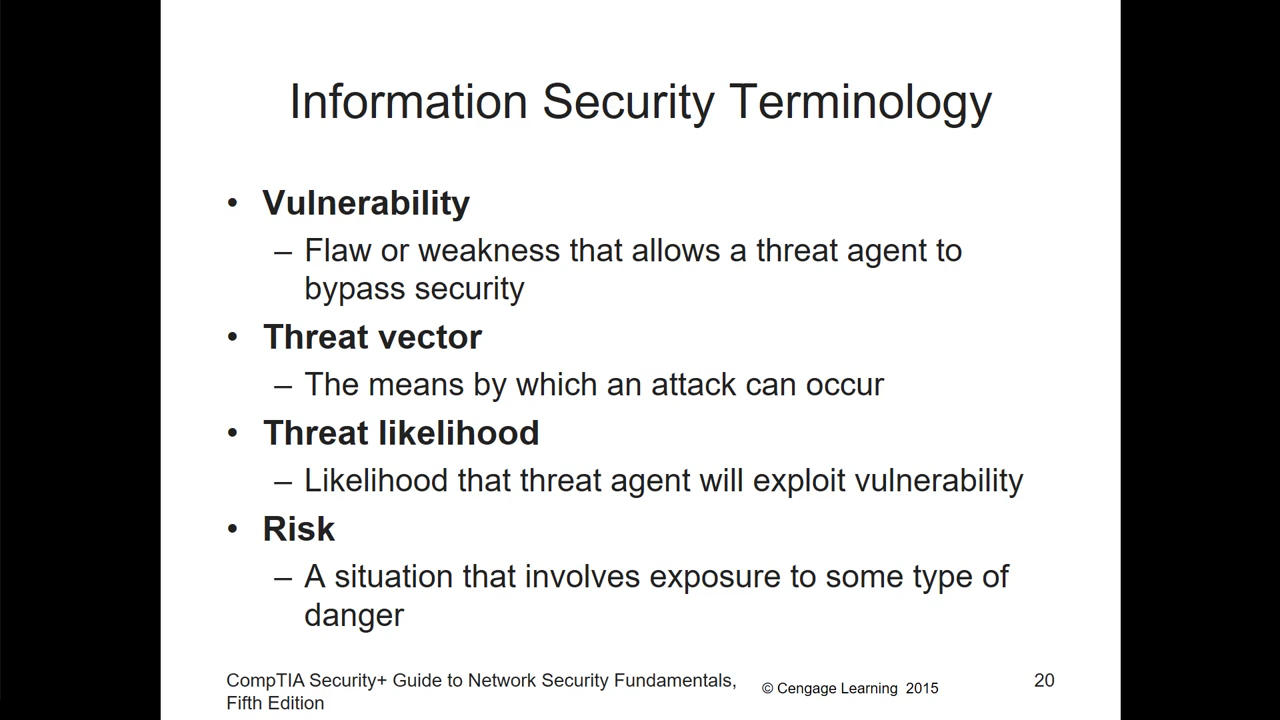 Information Security Terminology
• Vulnerability
– Flaw or weakness that allows a threat agent to
bypass security
• Threat vector
– The means by which an attack can occur
• Threat likelihood
– Likelihood that threat agent will exploit vulnerability
• Risk
– A situation that involves exposure to some type of
danger
CompTIA Security+ Guide to Network Security Fundamentals,
Fifth Edition
© Cengage Learning 2015
20